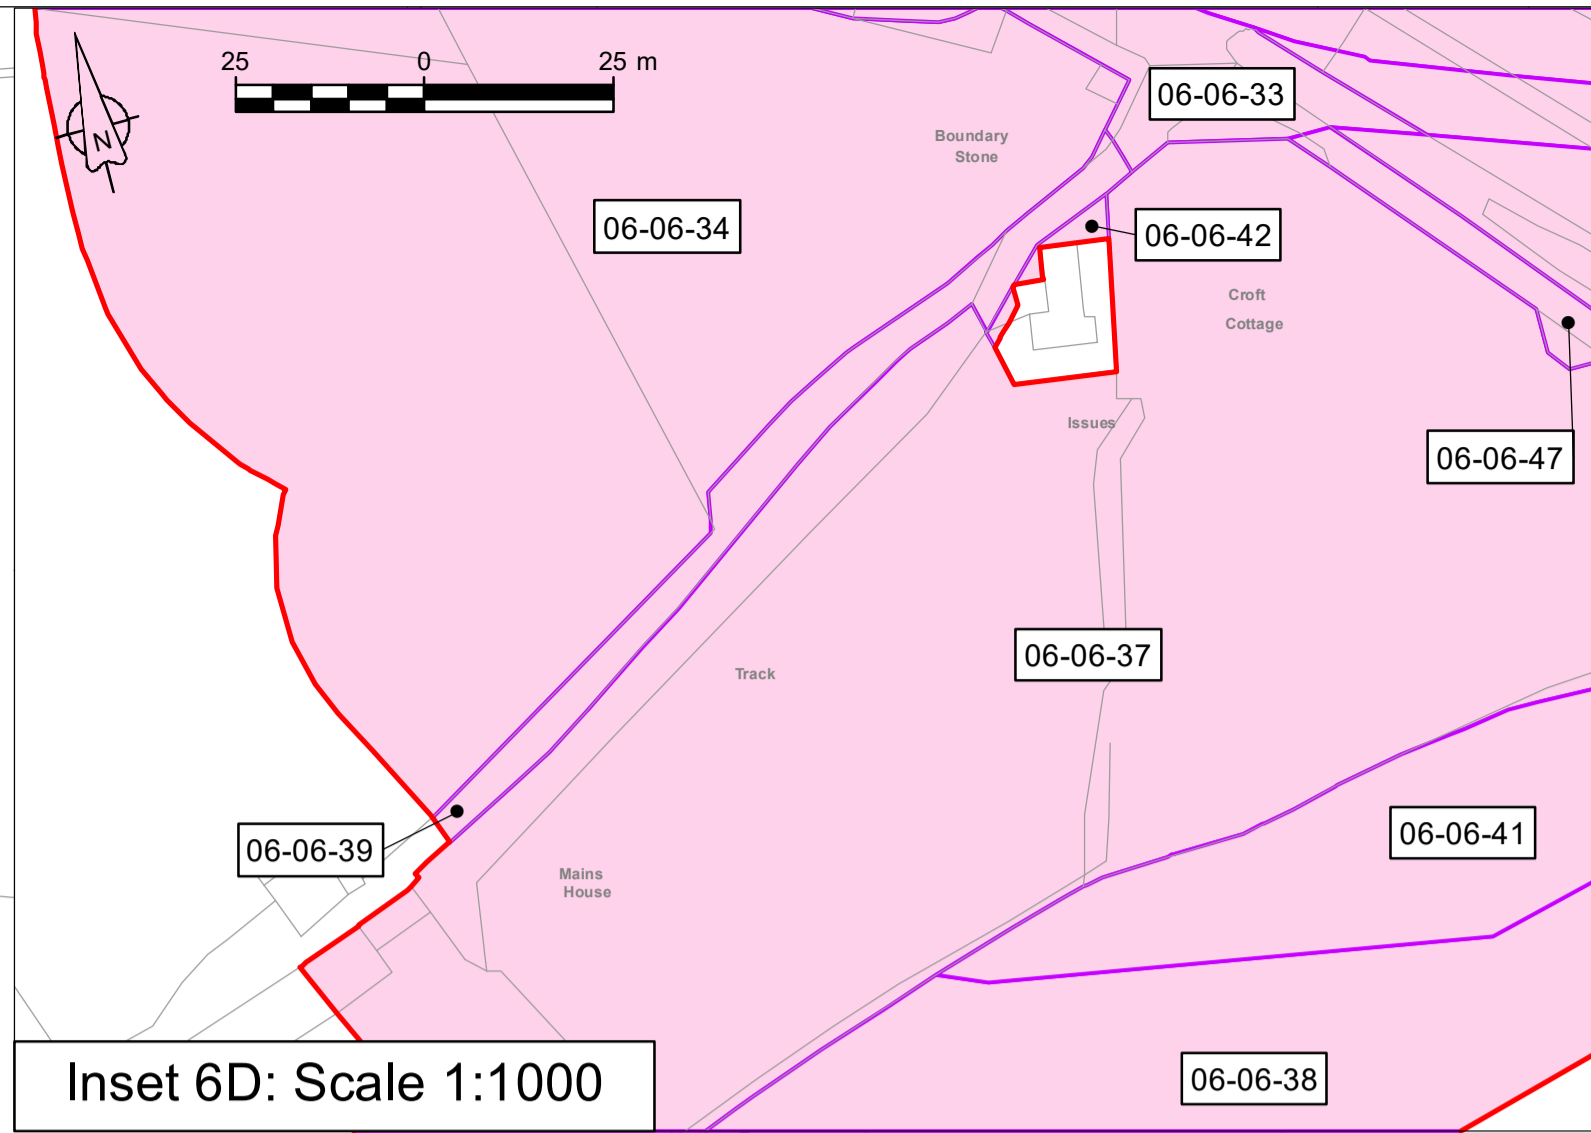 25 0 25 m
N
06-06-33
Boundary
Stone
06-06-34
06-06-42
Croft
Cottage
Issues
06-06-47
06-06-37
Track
06-06-41
06-06-39
Mains
House
Inset 6D: Scale 1:1000
06-06-38